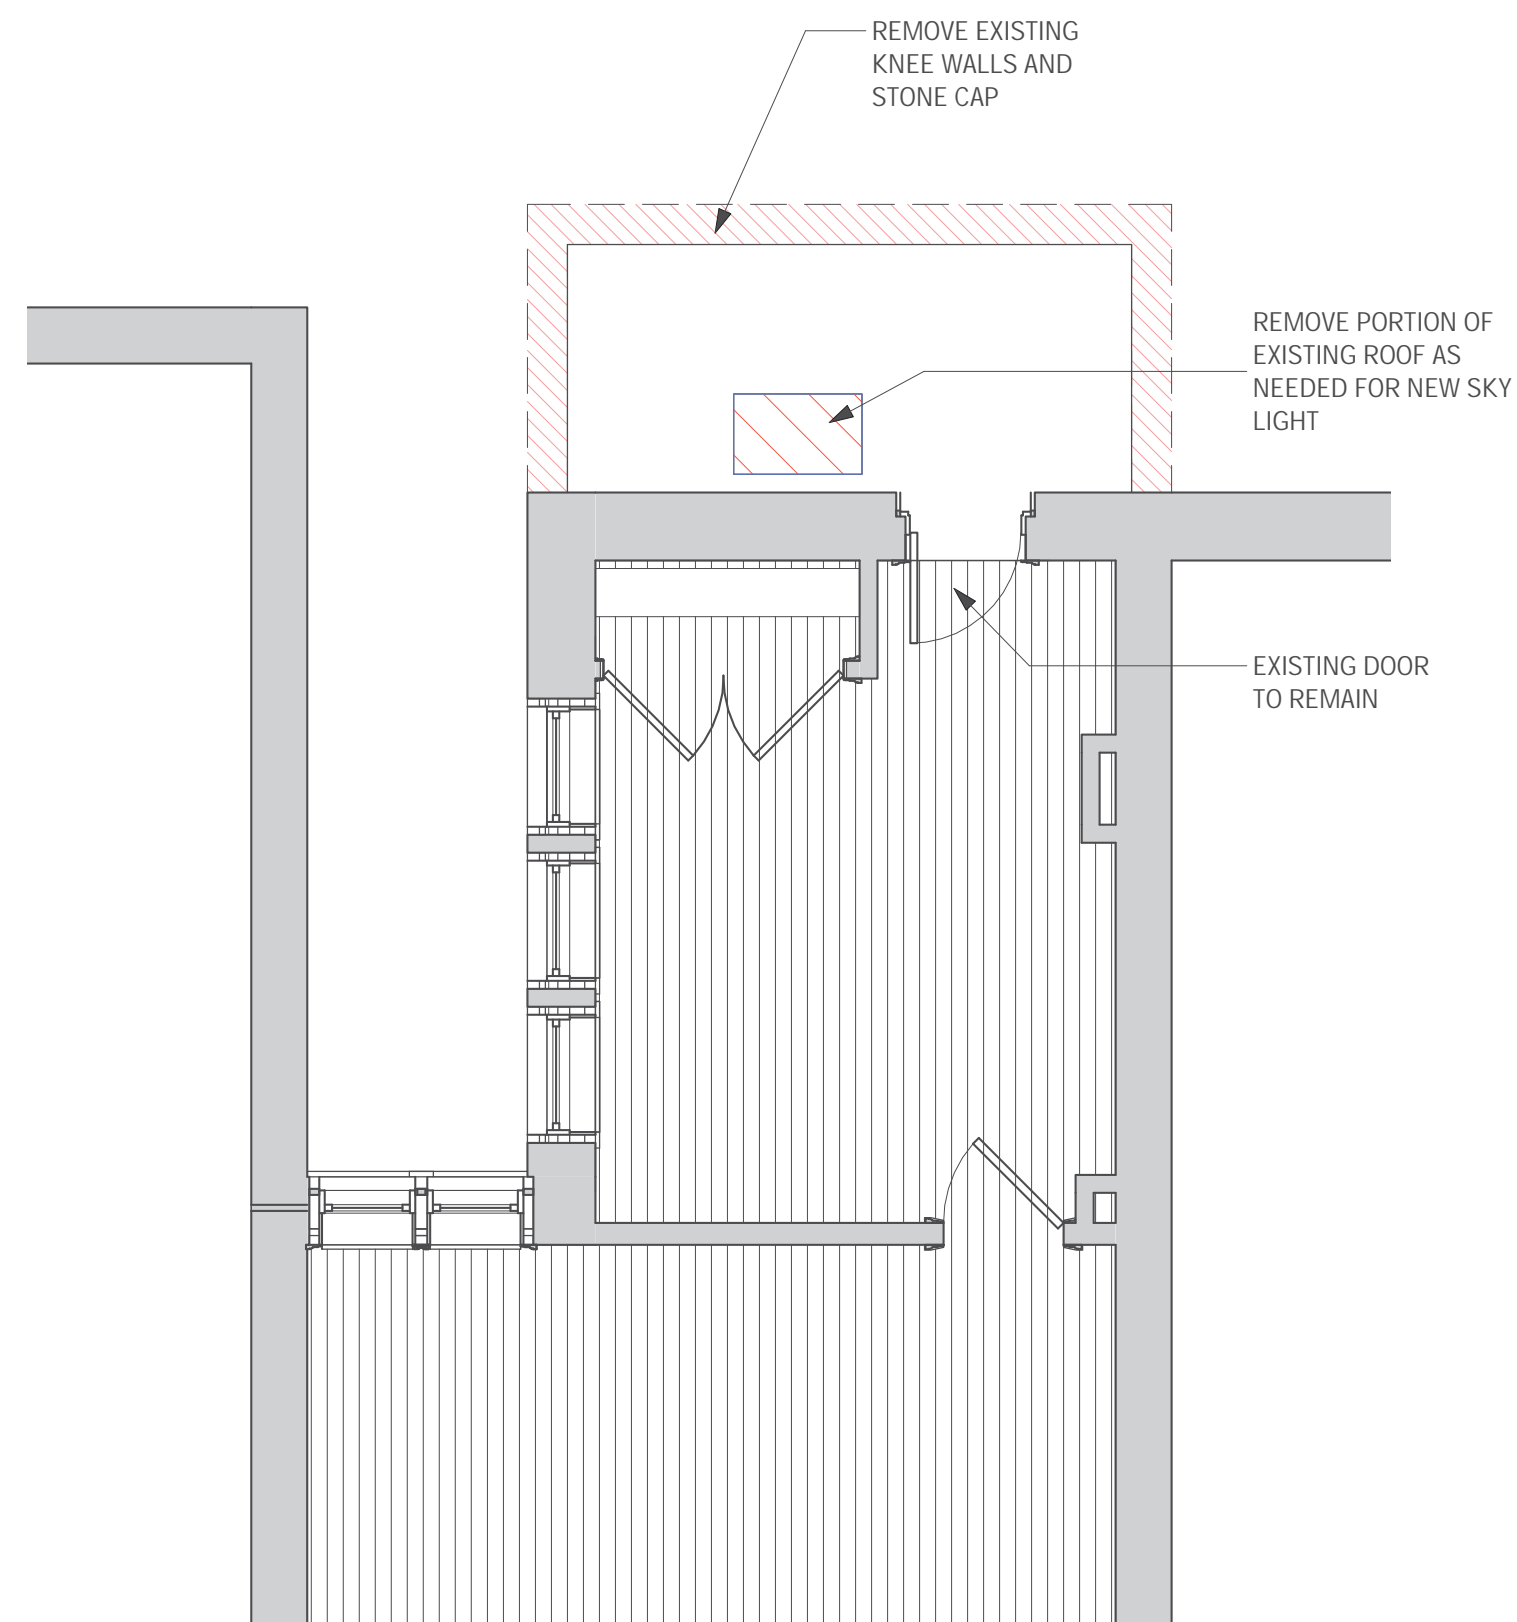 REMOVE EXISTING
KNEE WALLS AND
STONE CAP
REMOVE PORTION OF
EXISTING ROOF AS
NEEDED FOR NEW SKY
LIGHT
EXISTING DOOR
TO REMAIN